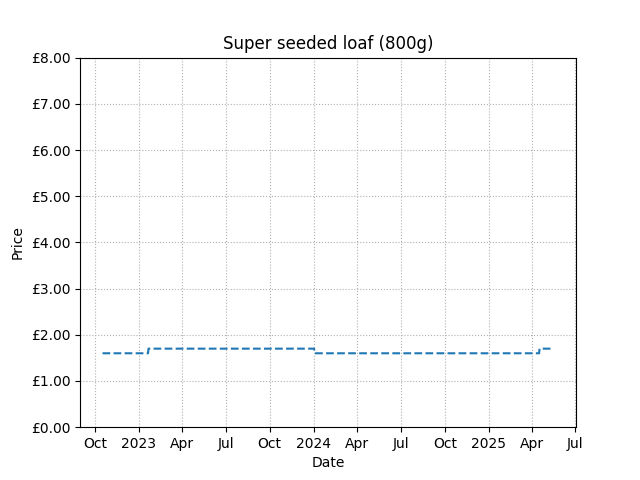 Super seeded loaf (800g)
£8.00
£7.00
£6.00
£5.00
£4.00
£3.00
£2.00
£1.00
£0.00
Price
Oct 2023 Apr Jul Oct 2024 Apr Jul Oct 2025 Apr Jul
Date